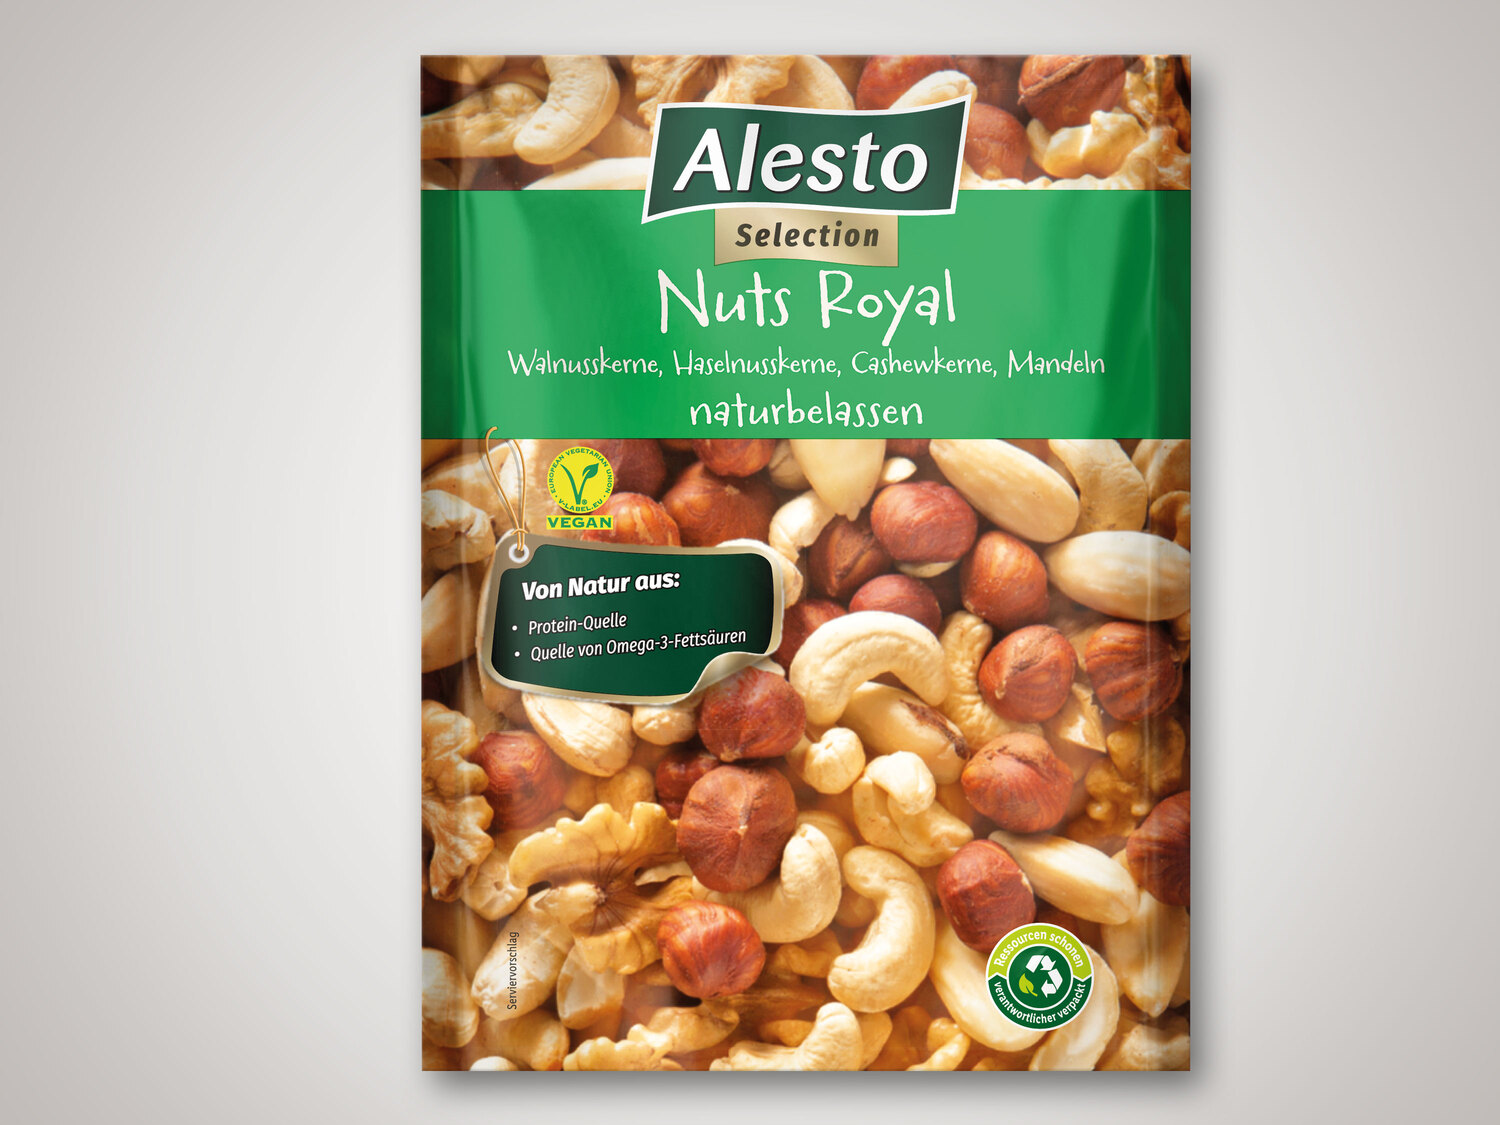 Alesto
Selection
Nuts Royal
Walnusskerne, Haselnusskerne, Cashewkerne, Mandeln
naturbelassen
EUROPEAN VEGETARIAN UNION
V-LABEL.EU
VEGAN
Von Natur aus:
• Protein-Quelle
• Quelle von Omega-3-Fettsäuren
Serviervorschlag
Ressourcen schonen
verantwortlicher verpackt